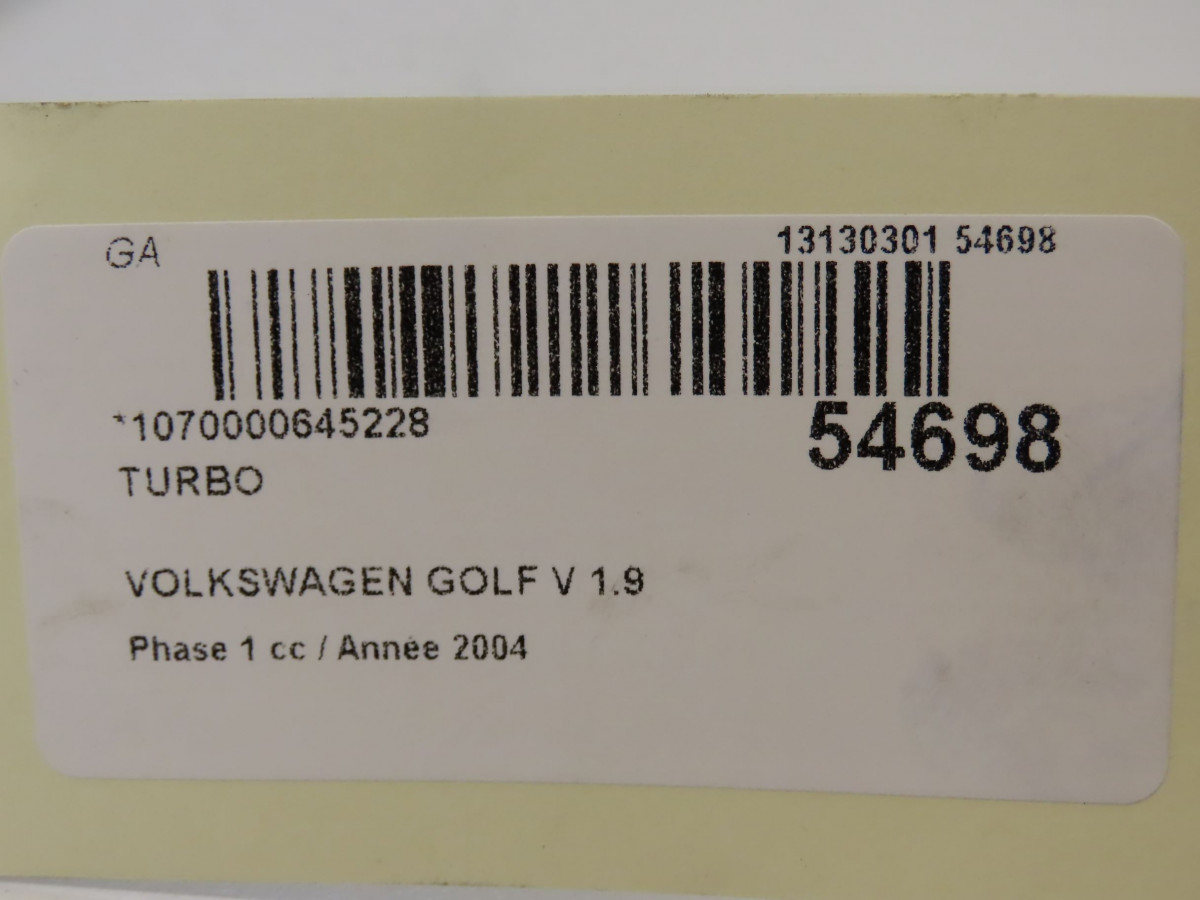 GA
13130301 54698
*1070000645228
54698
TURBO
VOLKSWAGEN GOLF V 1.9
Phase 1 cc / Année 2004